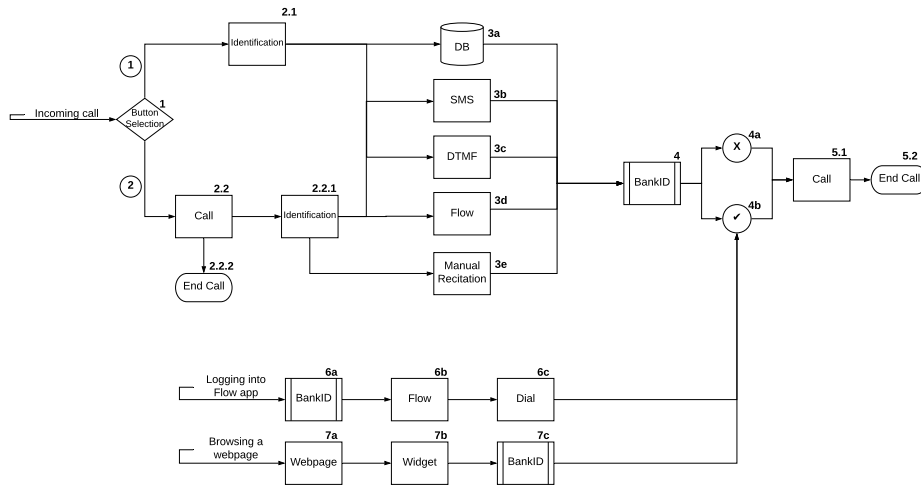 2.1
Identification
3a
DB
1
1
Button
Selection
Incoming call
SMS
3b
DTMF
3c
4a
X
4
BankID
5.1
Call
5.2
End Call
2
2.2
Call
2.2.1
Identification
Flow
3d
4b
✔
2.2.2
End Call
Manual
Recitation
3e
Logging into
Flow app
6a
BankID
6b
Flow
6c
Dial
Browsing a
webpage
7a
Webpage
7b
Widget
7c
BankID